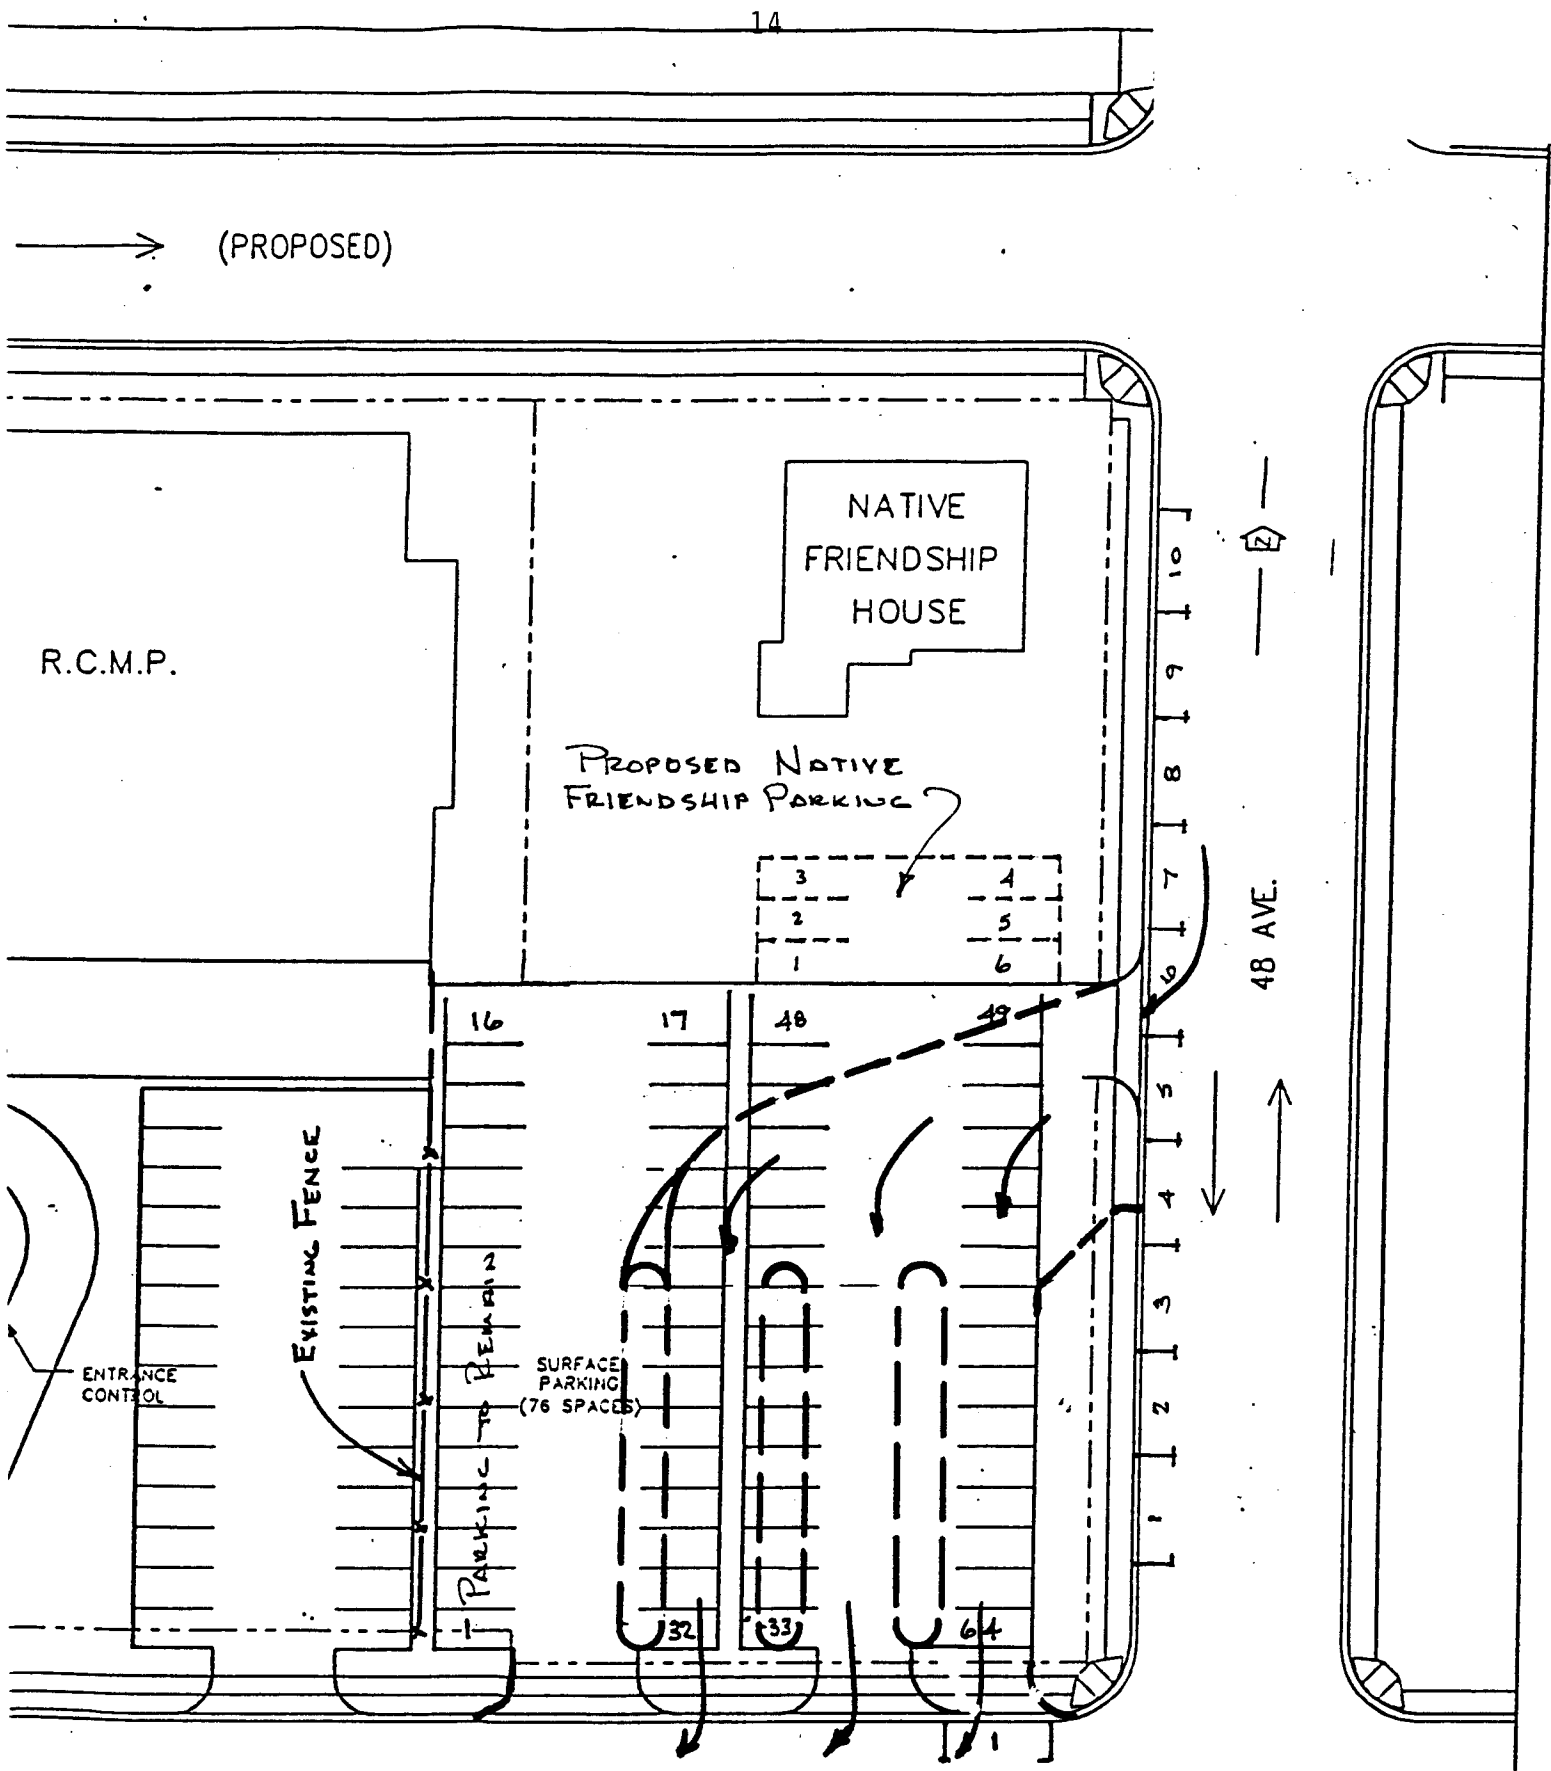 14
(PROPOSED)
NATIVE
FRIENDSHIP
HOUSE
R.C.M.P.
PROPOSED NATIVE
FRIENDSHIP PARKING
3
4
2
5
1
6
10
9
8
7
6
5
4
3
2
1
N
48 AVE.
16
17
48
49
EXISTING FENCE
1 PARKING TO REMAIN
ENTRANCE
CONTROL
SURFACE
PARKING
(76 SPACES)
32
33
64
1